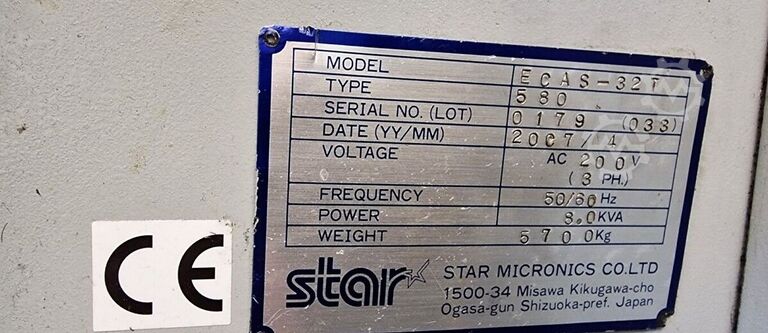 MODEL ECAS-32T
TYPE 580
SERIAL NO. (LOT) 0179 (033)
DATE (YY/MM) 2007/4
VOLTAGE AC 200V
(3 PH.)
FREQUENCY 50/60 Hz
POWER 8.0KVA
WEIGHT 5700Kg
CE
star STAR MICRONICS CO.LTD
1500-34 Misawa Kikugawa-cho
Ogasa-gun Shizuoka-pref. Japan